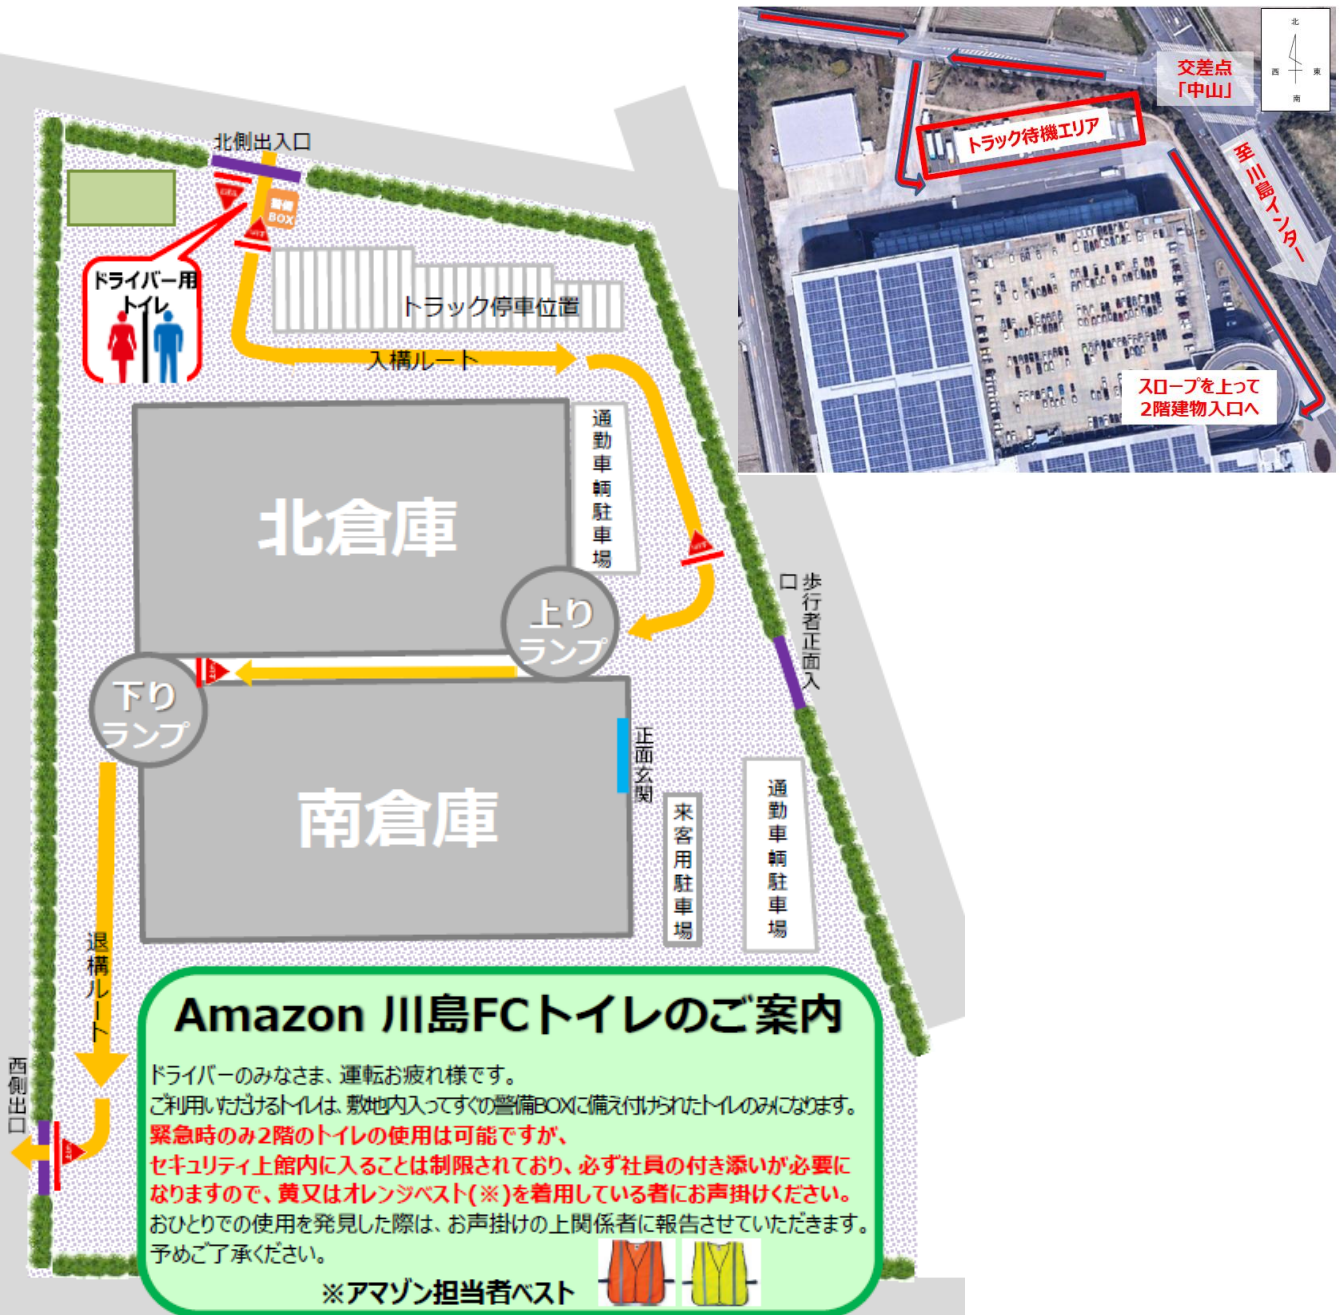 北
西 東
南
交差点
「中山」
トラック待機エリア
至 川島インター
スロープを上って
2階建物入口へ
北側出入口
警備
BOX
ドライバー用
トイレ
トラック停車位置
入構ルート
通勤車輌駐車場
北倉庫
上り
ランプ
歩行者正面入
口
下り
ランプ
正面玄関
南倉庫
来客用駐車場
通勤車輌駐車場
退構ルート
西側出口
Amazon 川島FCトイレのご案内
ドライバーのみなさま、運転お疲れ様です。
ご利用いただけるトイレは、敷地内入ってすぐの警備BOXに備え付けられたトイレのみになります。
緊急時のみ2階のトイレの使用は可能ですが、
セキュリティ上館内に入ることは制限されており、必ず社員の付き添いが必要に
なりますので、黄又はオレンジベスト(※)を着用している者にお声掛けください。
おひとりでの使用を発見した際は、お声掛けの上関係者に報告させていただきます。
予めご了承ください。
※アマゾン担当者ベスト